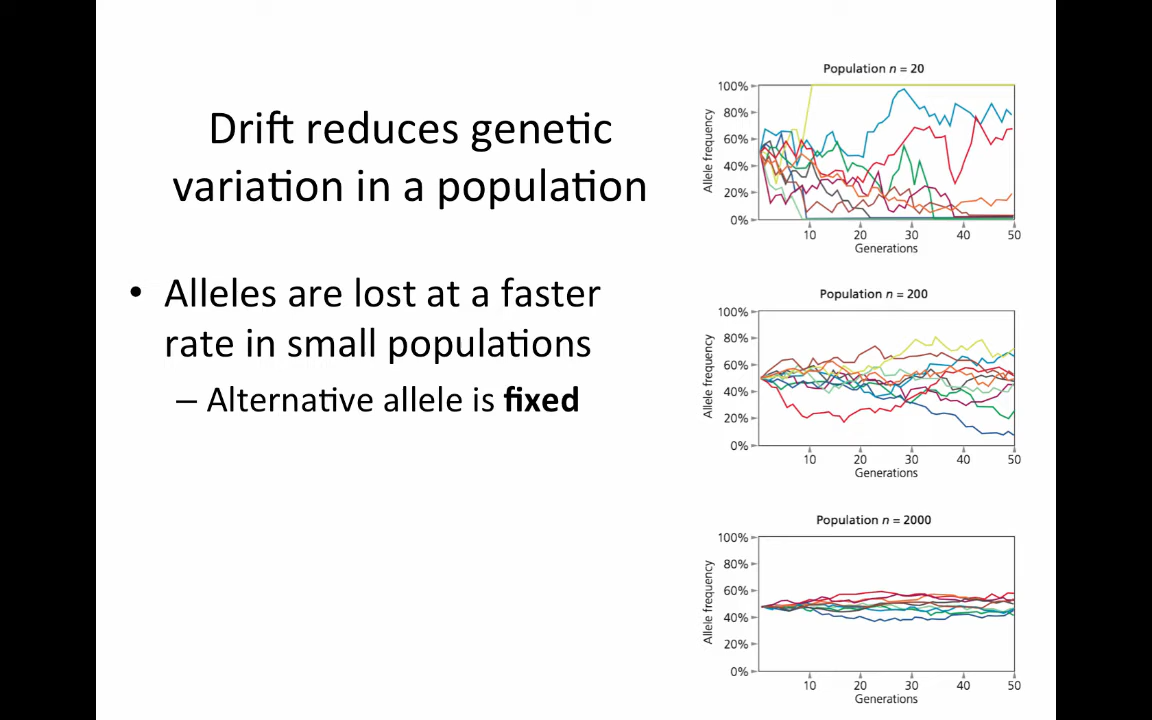 Drift reduces genetic
variation in a population
• Alleles are lost at a faster
rate in small populations
– Alternative allele is fixed
Population n = 20
100%
80%
60%
40%
20%
0%
Allele frequency
10 20 30 40 50
Generations
Population n = 200
100%
80%
60%
40%
20%
0%
Allele frequency
10 20 30 40 50
Generations
Population n = 2000
100%
80%
60%
40%
20%
0%
Allele frequency
10 20 30 40 50
Generations